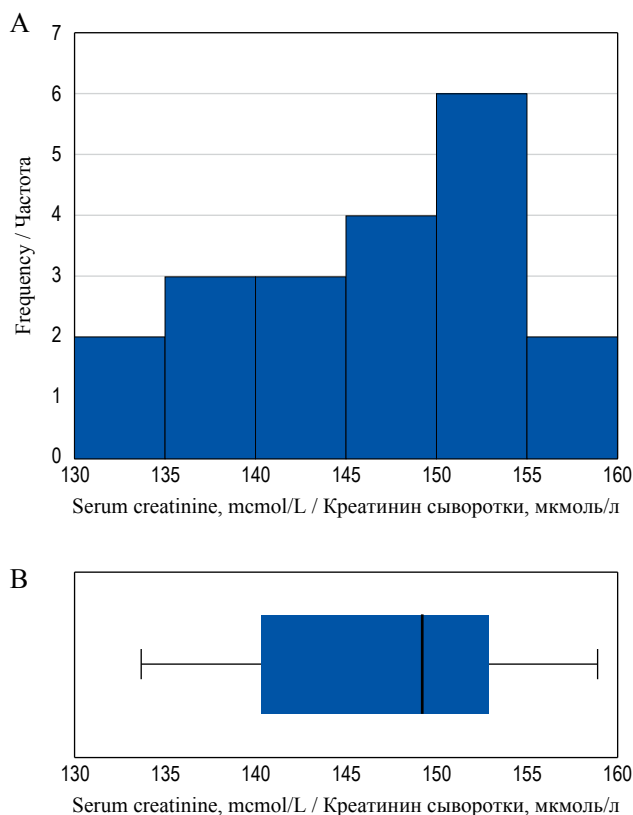 A
7
6
5
4
3
2
1
0
Frequency / Частота
130 135 140 145 150 155 160
Serum creatinine, mcmol/L / Креатинин сыворотки, мкмоль/л
B
130 135 140 145 150 155 160
Serum creatinine, mcmol/L / Креатинин сыворотки, мкмоль/л